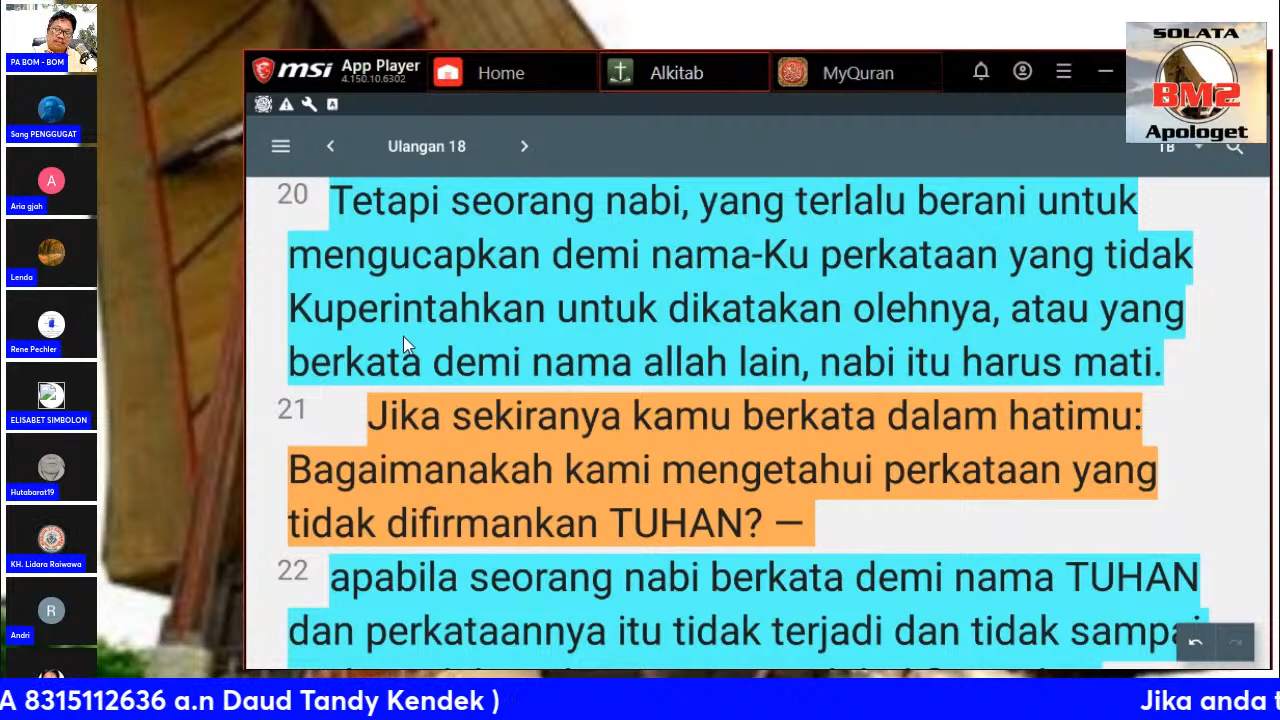 PA BOM - BOM
Sang PENGGUGAT
A
Aria gjah
Lenda
Rene Pechler
ELISABET SIMBOLON
Hutabarat19
KH. Lidara Raiwawa
R
Andri
msi App Player
4.150.10.6302
Home
Alkitab
MyQuran
SOLATA
BM2
Apologet
Ulangan 18
TB
20 Tetapi seorang nabi, yang terlalu berani untuk
mengucapkan demi nama-Ku perkataan yang tidak
Kuperintahkan untuk dikatakan olehnya, atau yang
berkata demi nama allah lain, nabi itu harus mati.
21 Jika sekiranya kamu berkata dalam hatimu:
Bagaimanakah kami mengetahui perkataan yang
tidak difirmankan TUHAN? —
22 apabila seorang nabi berkata demi nama TUHAN
dan perkataannya itu tidak terjadi dan tidak sampai
A 8315112636 a.n Daud Tandy Kendek )
Jika anda t